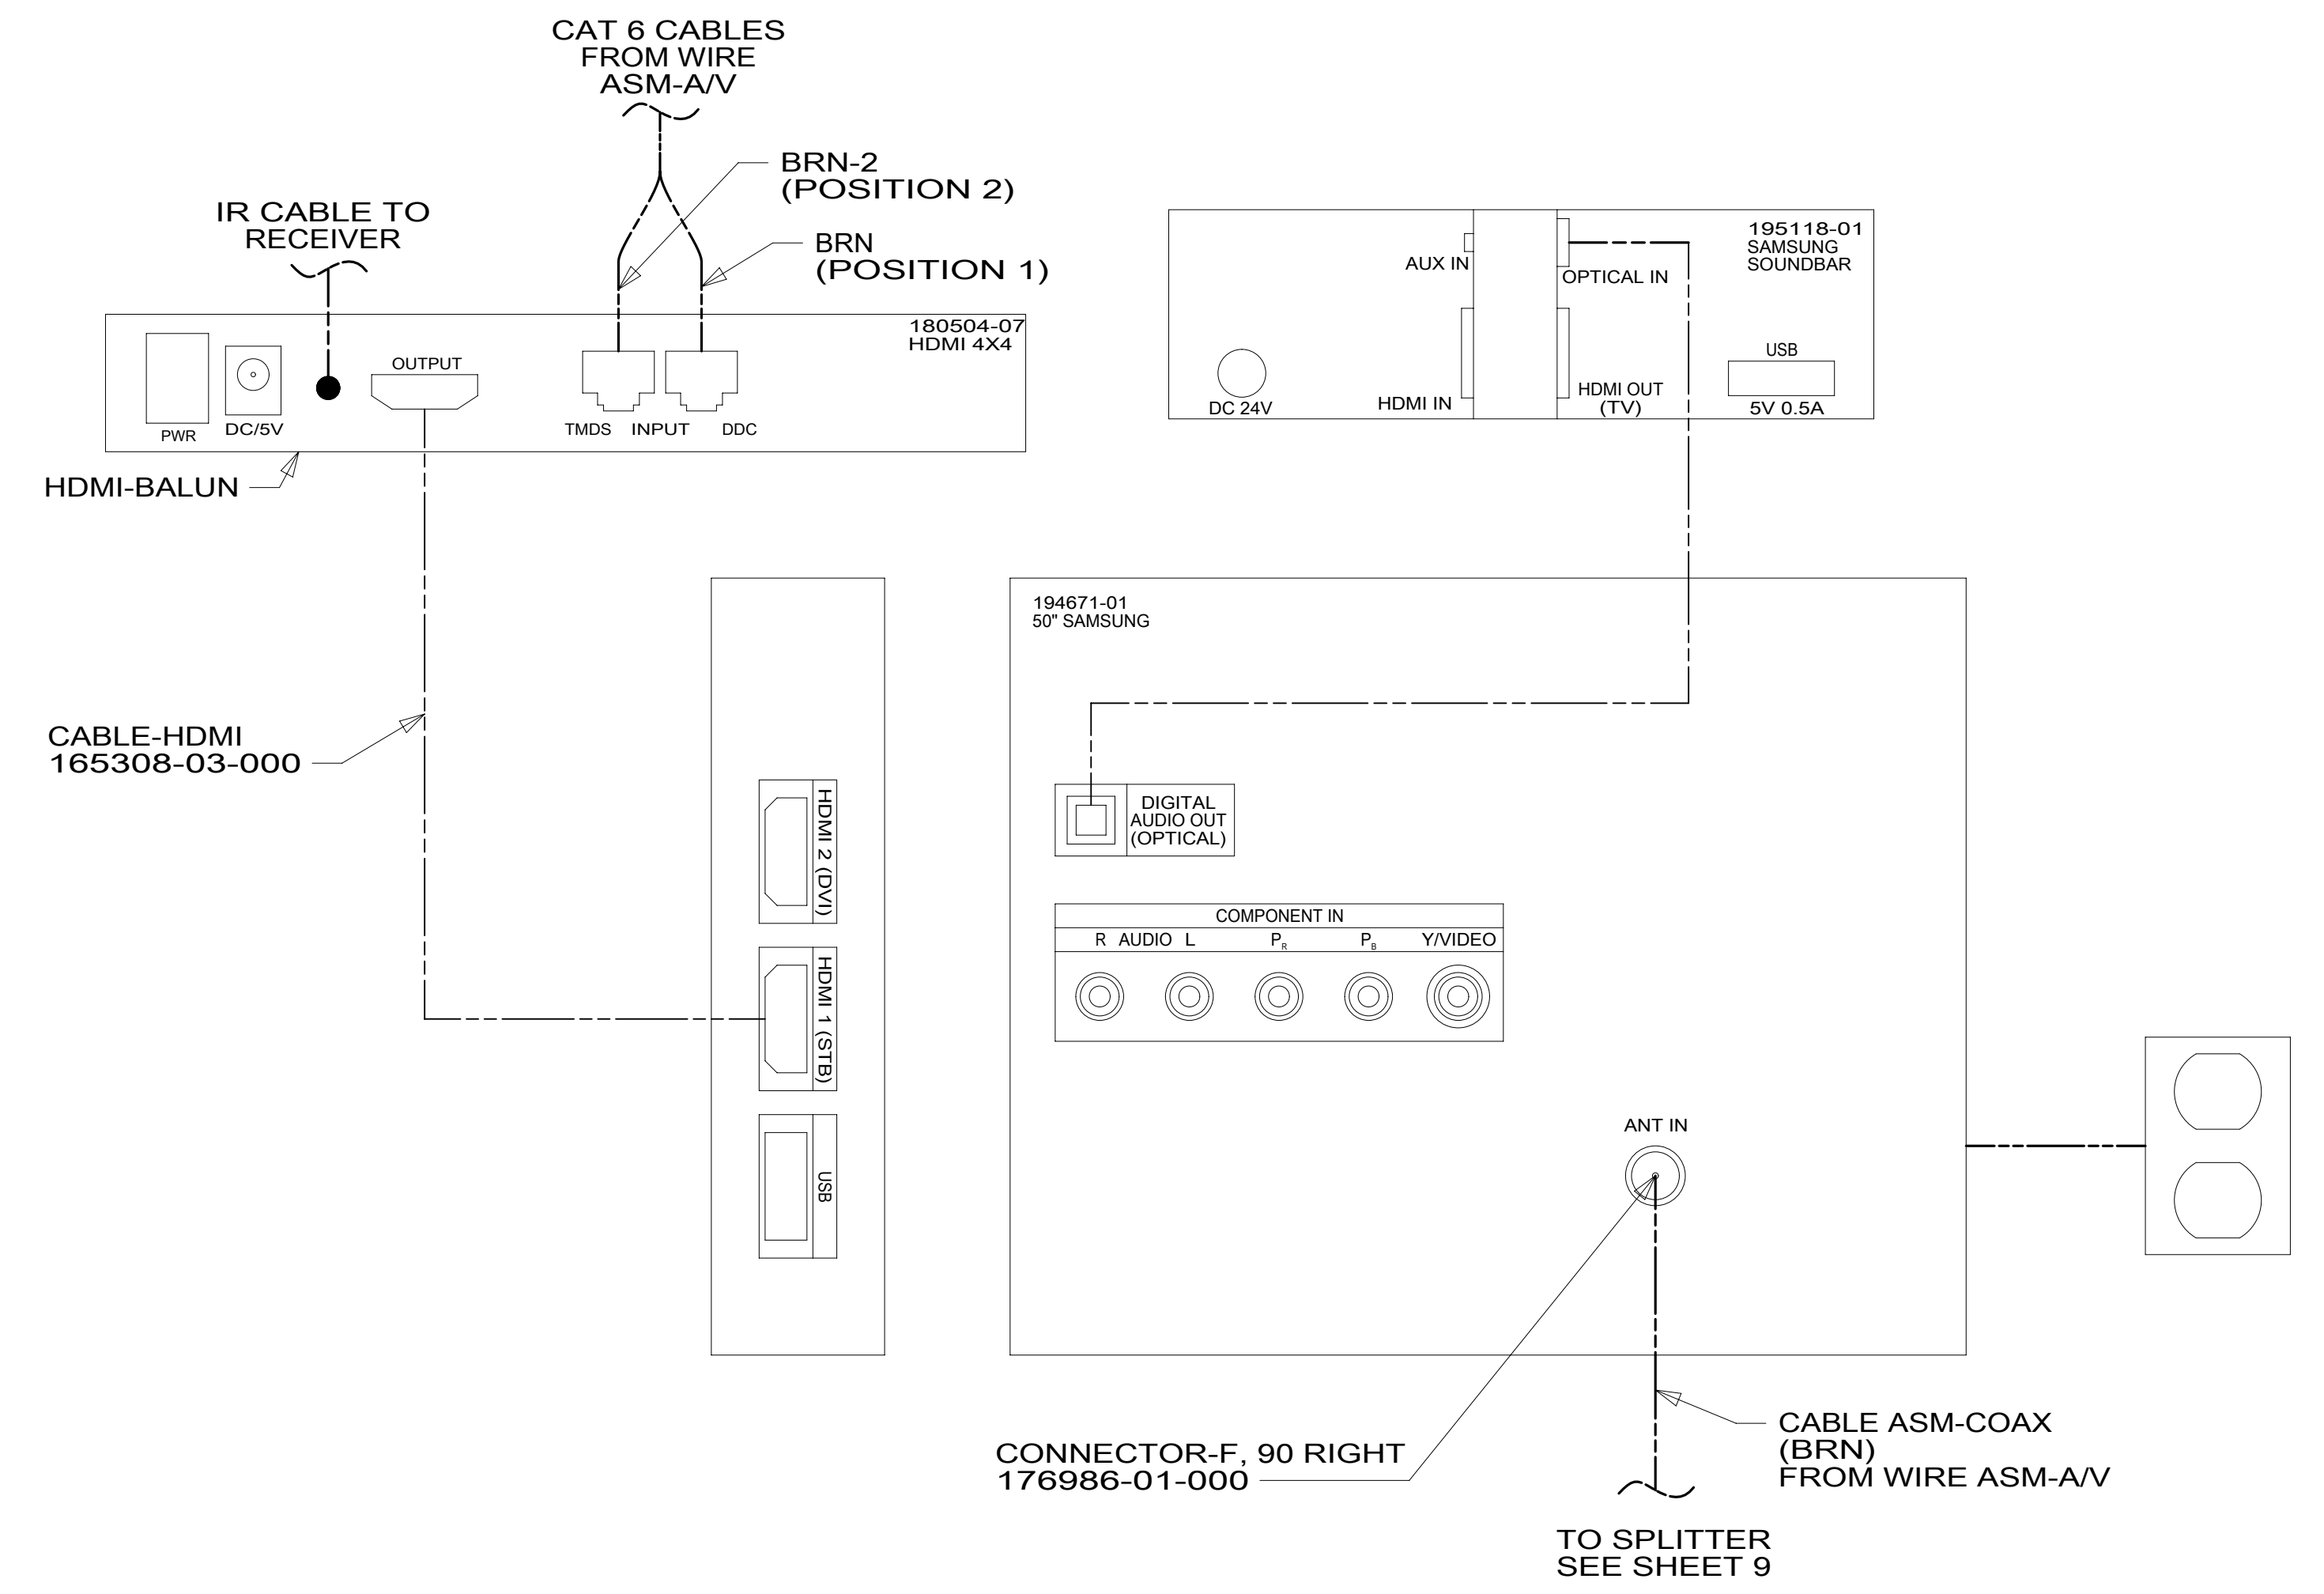 CAT 6 CABLES
FROM WIRE
ASM-A/V
BRN-2
(POSITION 2)
IR CABLE TO
RECEIVER
BRN
(POSITION 1)
180504-07
HDMI 4X4
OUTPUT
PWR
DC/5V
TMDS INPUT DDC
HDMI-BALUN
195118-01
SAMSUNG
SOUNDBAR
AUX IN
OPTICAL IN
USB
DC 24V
HDMI IN
HDMI OUT
(TV)
5V 0.5A
CABLE-HDMI
165308-03-000
HDMI 2 (DVI)
HDMI 1 (STB)
USB
194671-01
50" SAMSUNG
DIGITAL
AUDIO OUT
(OPTICAL)
COMPONENT IN
R AUDIO L PR PB Y/VIDEO
ANT IN
CONNECTOR-F, 90 RIGHT
176986-01-000
CABLE ASM-COAX
(BRN)
FROM WIRE ASM-A/V
TO SPLITTER
SEE SHEET 9